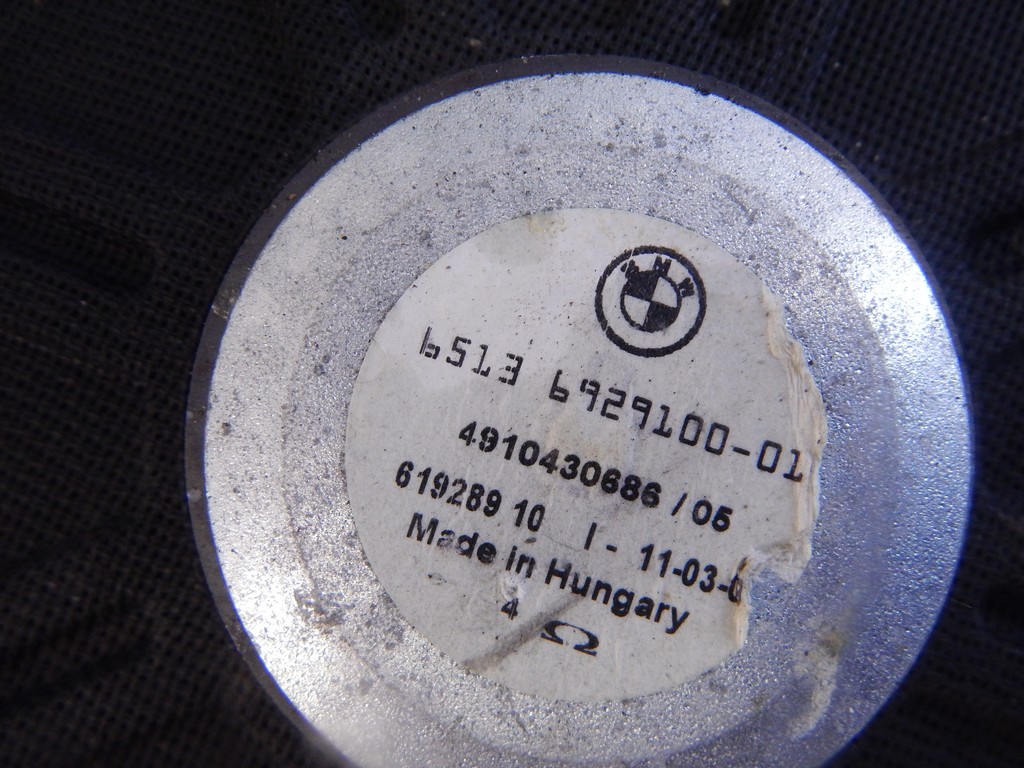 BMW
6513 6929100-01
4910430686 / 05
619289 10 I - 11-03-0
Made in Hungary
4 Ω